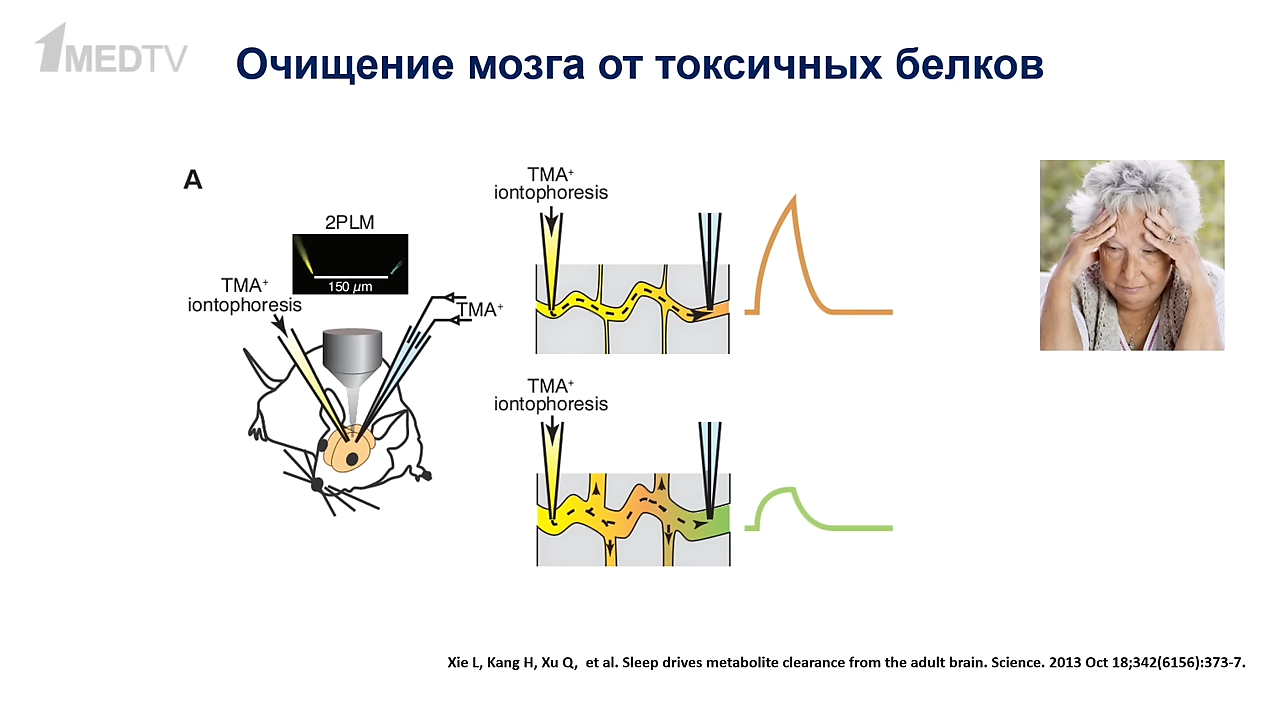 1MEDTV
Очищение мозга от токсичных белков
A
2PLM
150 µm
TMA⁺
iontophoresis
TMA⁺
TMA⁺
iontophoresis
TMA⁺
iontophoresis
Xie L, Kang H, Xu Q, et al. Sleep drives metabolite clearance from the adult brain. Science. 2013 Oct 18;342(6156):373-7.